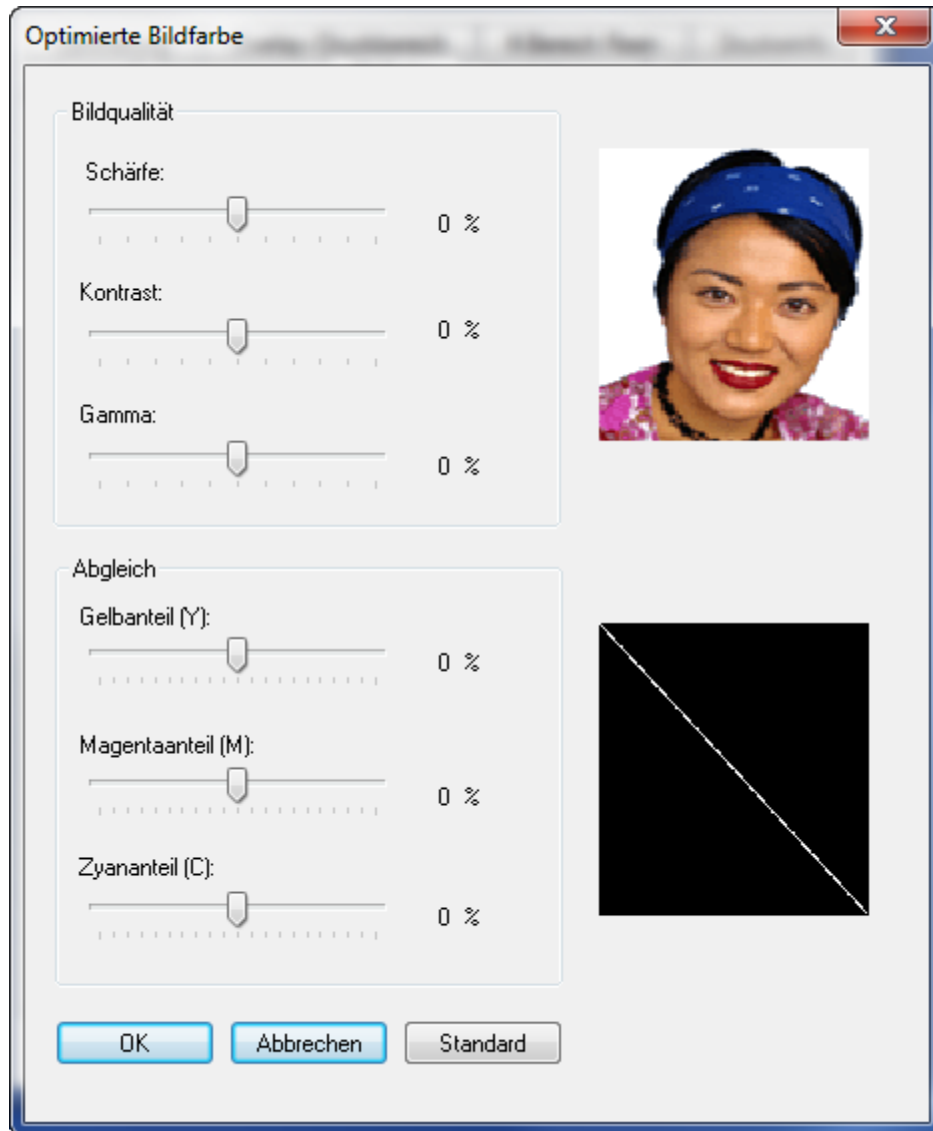 Optimierte Bildfarbe
Bildqualität
Schärfe:
0 %
Kontrast:
0 %
Gamma:
0 %
Abgleich
Gelbanteil (Y):
0 %
Magentaanteil (M):
0 %
Zyananteil (C):
0 %
OK Abbrechen Standard